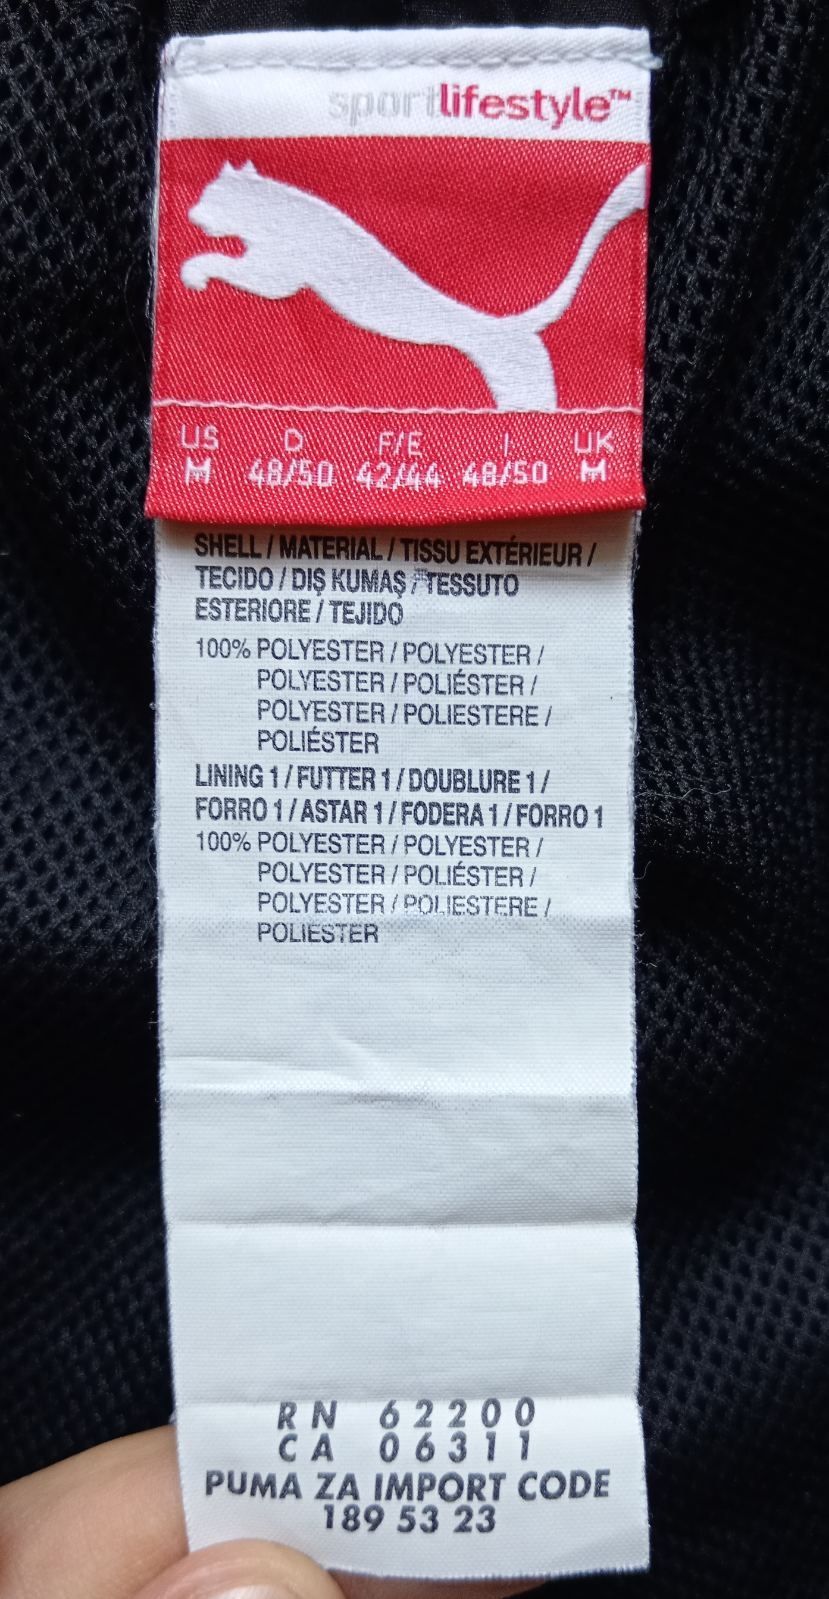 sportlifestyle™
US D F/E I UK
M 48/50 42/44 48/50 M
SHELL / MATERIAL / TISSU EXTÉRIEUR /
TECIDO / DIŞ KUMAŞ / TESSUTO
ESTERIORE / TEJIDO
100% POLYESTER / POLYESTER /
POLYESTER / POLIÉSTER /
POLYESTER / POLIESTERE /
POLIÉSTER
LINING 1 / FUTTER 1 / DOUBLURE 1 /
FORRO 1 / ASTAR 1 / FODERA 1 / FORRO 1
100% POLYESTER / POLYESTER /
POLYESTER / POLIÉSTER /
POLYESTER / POLIESTERE /
POLIESTER
RN 62200
CA 06311
PUMA ZA IMPORT CODE
189 53 23